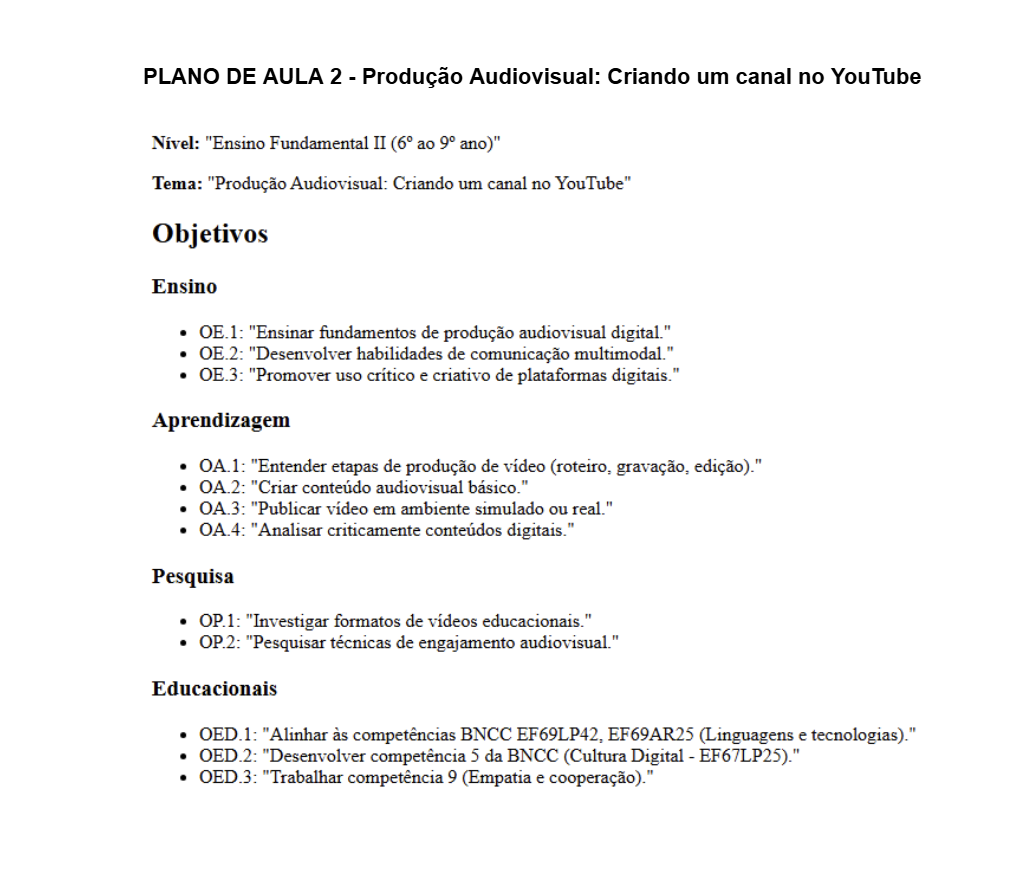 PLANO DE AULA 2 - Produção Audiovisual: Criando um canal no YouTube
Nível: "Ensino Fundamental II (6º ao 9º ano)"
Tema: "Produção Audiovisual: Criando um canal no YouTube"
Objetivos
Ensino
• OE.1: "Ensinar fundamentos de produção audiovisual digital."
• OE.2: "Desenvolver habilidades de comunicação multimodal."
• OE.3: "Promover uso crítico e criativo de plataformas digitais."
Aprendizagem
• OA.1: "Entender etapas de produção de vídeo (roteiro, gravação, edição)."
• OA.2: "Criar conteúdo audiovisual básico."
• OA.3: "Publicar vídeo em ambiente simulado ou real."
• OA.4: "Analisar criticamente conteúdos digitais."
Pesquisa
• OP.1: "Investigar formatos de vídeos educacionais."
• OP.2: "Pesquisar técnicas de engajamento audiovisual."
Educacionais
• OED.1: "Alinhar às competências BNCC EF69LP42, EF69AR25 (Linguagens e tecnologias)."
• OED.2: "Desenvolver competência 5 da BNCC (Cultura Digital - EF67LP25)."
• OED.3: "Trabalhar competência 9 (Empatia e cooperação)."